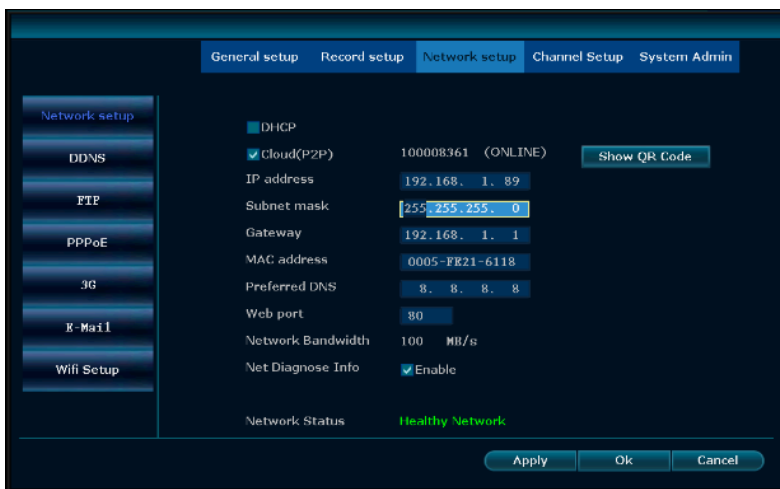 General setup Record setup Network setup Channel Setup System Admin
Network setup
DDNS
FTP
PPPoE
3G
E-Mail
Wifi Setup
DHCP
Cloud(P2P) 100008361 (ONLINE) Show QR Code
IP address 192.168. 1. 89
Subnet mask 255.255.255. 0
Gateway 192.168. 1. 1
MAC address 0005-FE21-6118
Preferred DNS 8. 8. 8. 8
Web port 80
Network Bandwidth 100 MB/s
Net Diagnose Info Enable
Network Status Healthy Network
Apply Ok Cancel